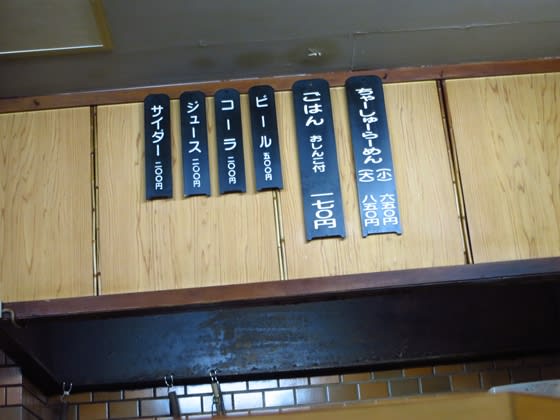 ちゃーしゅーらーめん
(小) 六五〇円
(大) 八五〇円
ごはん おしんこ付 一七〇円
ビール 五〇〇円
コーラ 二〇〇円
ジュース 二〇〇円
サイダー 二〇〇円